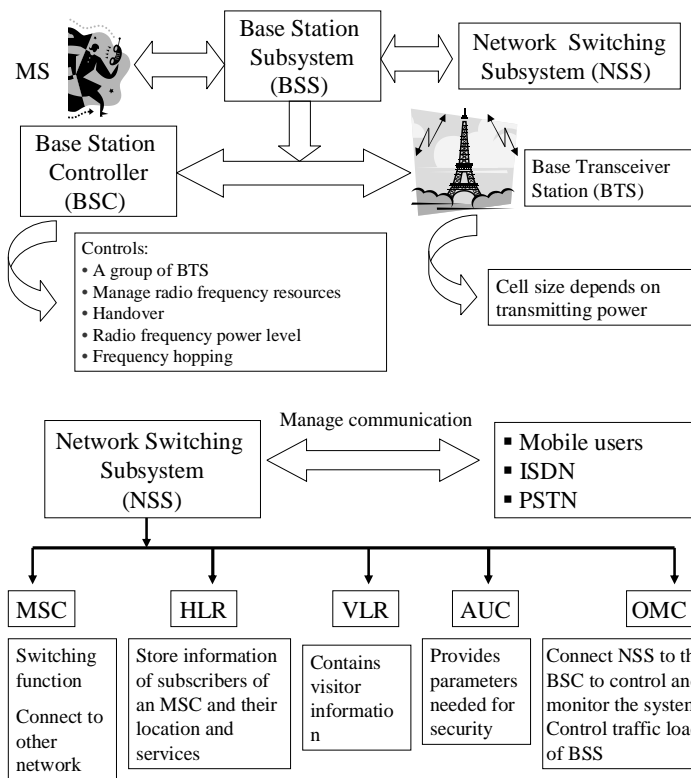 MS
Base Station
Subsystem
(BSS)
Network Switching
Subsystem (NSS)
Base Station
Controller
(BSC)
Base Transceiver
Station (BTS)
Controls:
• A group of BTS
• Manage radio frequency resources
• Handover
• Radio frequency power level
• Frequency hopping
Cell size depends on
transmitting power
Manage communication
Network Switching
Subsystem
(NSS)
▪ Mobile users
▪ ISDN
▪ PSTN
MSC
HLR
VLR
AUC
OMC
Switching
function
Connect to
other
network
Store information
of subscribers of
an MSC and their
location and
services
Contains
visitor
informatio
n
Provides
parameters
needed for
security
Connect NSS to th
BSC to control an
monitor the system
Control traffic loa
of BSS